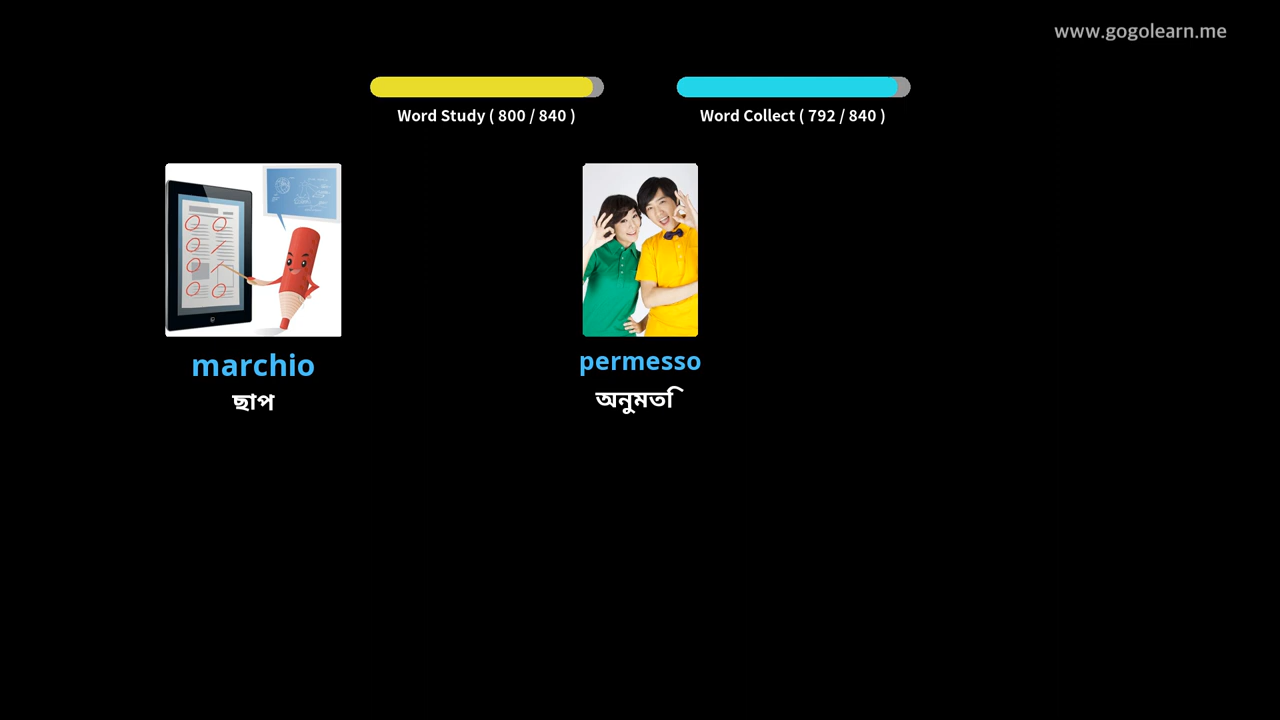 www.gogolearn.me
Word Study ( 800 / 840 )
Word Collect ( 792 / 840 )
marchio
ছাপ
permesso
অনুমতি